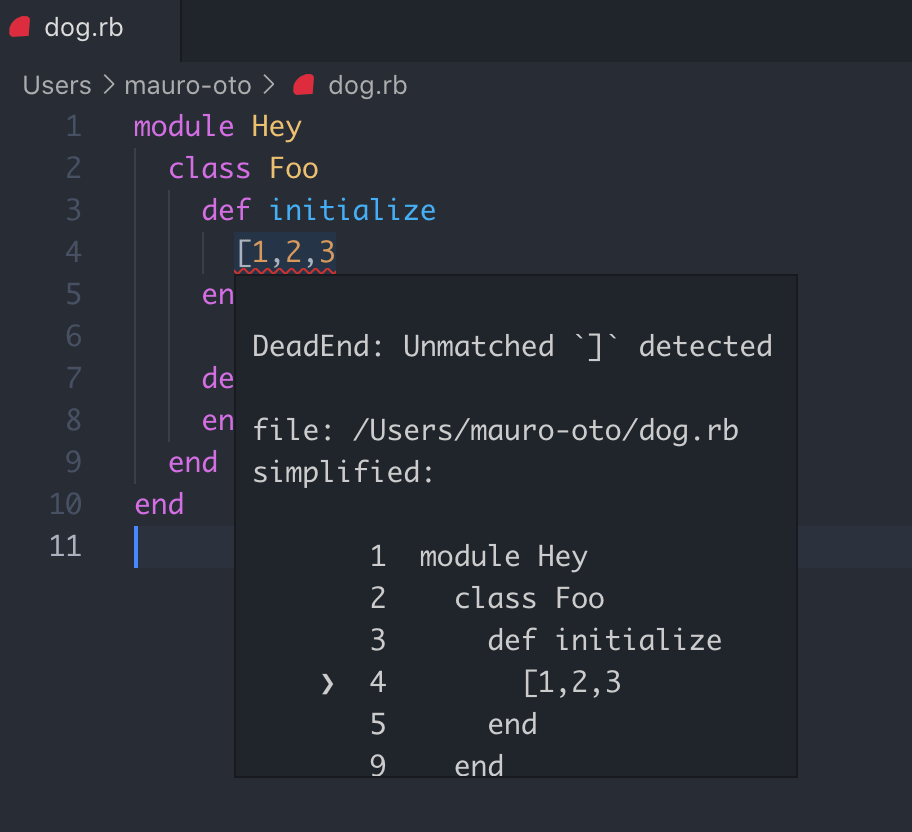 dog.rb
Users > mauro-oto > dog.rb
1 module Hey
2 class Foo
3 def initialize
4 [1,2,3
5 en
6
7 de
8 en
9 end
10 end
11
DeadEnd: Unmatched `]` detected
file: /Users/mauro-oto/dog.rb
simplified:
1 module Hey
2 class Foo
3 def initialize
❯ 4 [1,2,3
5 end
9 end